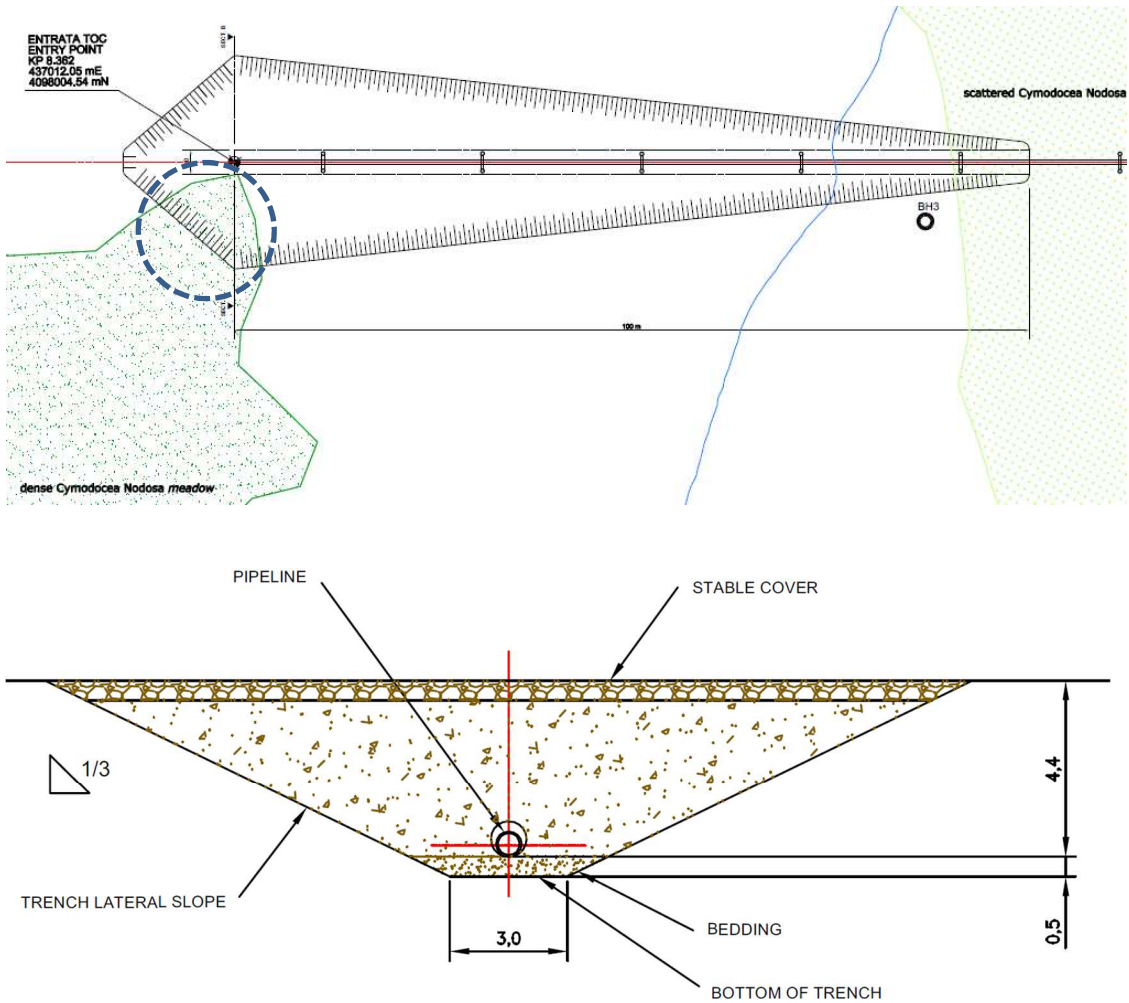 ENTRATA TOC
ENTRY POINT
KP 8.362
437012.05 mE
4098004.54 mN
SECT. B
scattered Cymodocea Nodosa
BH3
100 m
dense Cymodocea Nodosa meadow
PIPELINE
STABLE COVER
1/3
4,4
TRENCH LATERAL SLOPE
BEDDING
3,0
0,5
BOTTOM OF TRENCH